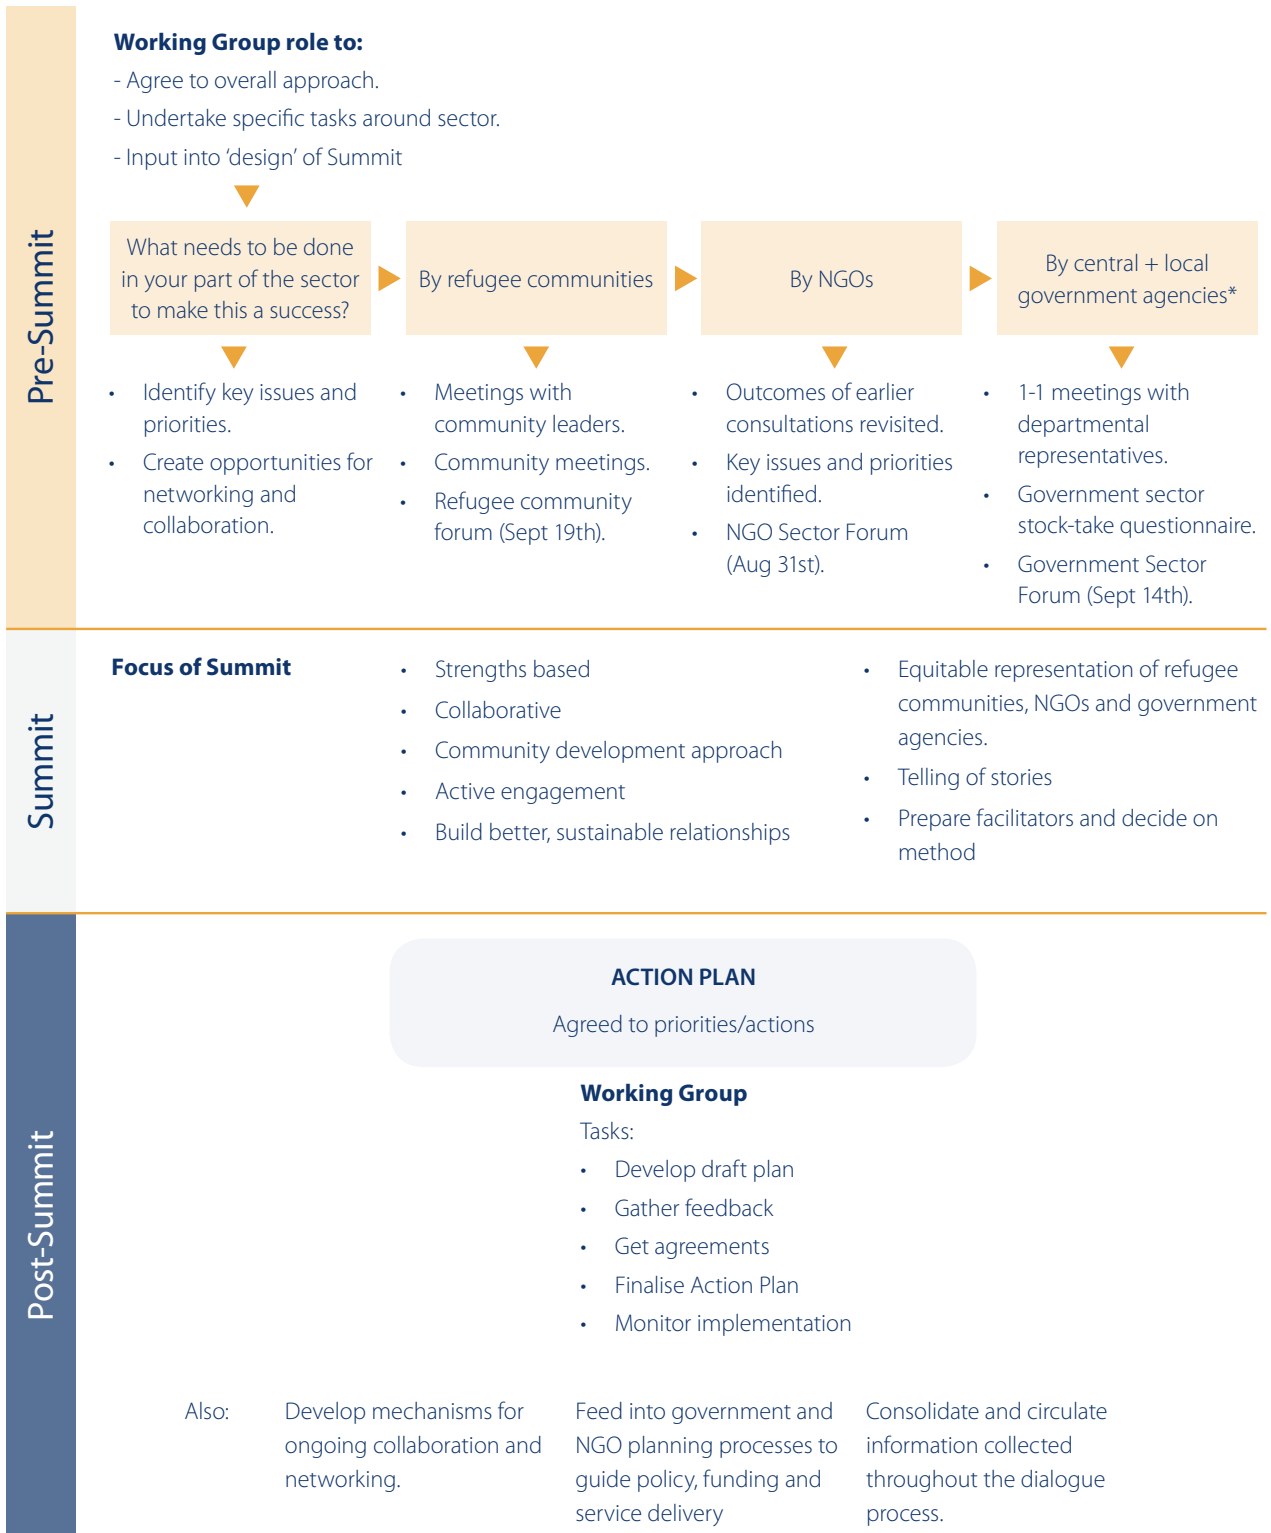 Pre-Summit
Working Group role to:
- Agree to overall approach.
- Undertake specific tasks around sector.
- Input into ‘design’ of Summit
What needs to be done
in your part of the sector
to make this a success?
By refugee communities
By NGOs
By central + local
government agencies*
• Identify key issues and
priorities.
• Create opportunities for
networking and
collaboration.
• Meetings with
community leaders.
• Community meetings.
• Refugee community
forum (Sept 19th).
• Outcomes of earlier
consultations revisited.
• Key issues and priorities
identified.
• NGO Sector Forum
(Aug 31st).
• 1-1 meetings with
departmental
representatives.
• Government sector
stock-take questionnaire.
• Government Sector
Forum (Sept 14th).
Summit
Focus of Summit
• Strengths based
• Collaborative
• Community development approach
• Active engagement
• Build better, sustainable relationships
• Equitable representation of refugee
communities, NGOs and government
agencies.
• Telling of stories
• Prepare facilitators and decide on
method
Post-Summit
ACTION PLAN
Agreed to priorities/actions
Working Group
Tasks:
• Develop draft plan
• Gather feedback
• Get agreements
• Finalise Action Plan
• Monitor implementation
Also:
Develop mechanisms for
ongoing collaboration and
networking.
Feed into government and
NGO planning processes to
guide policy, funding and
service delivery
Consolidate and circulate
information collected
throughout the dialogue
process.